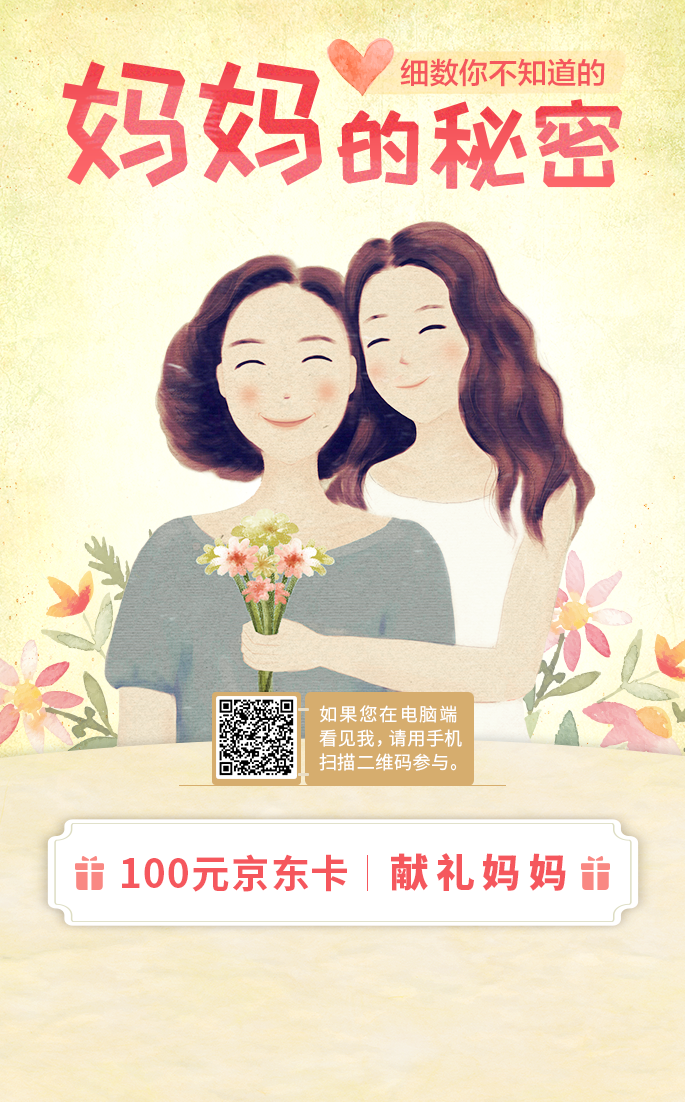 细数你不知道的
妈妈的秘密
如果您在电脑端
看见我，请用手机
扫描二维码参与。
100元京东卡｜献礼妈妈